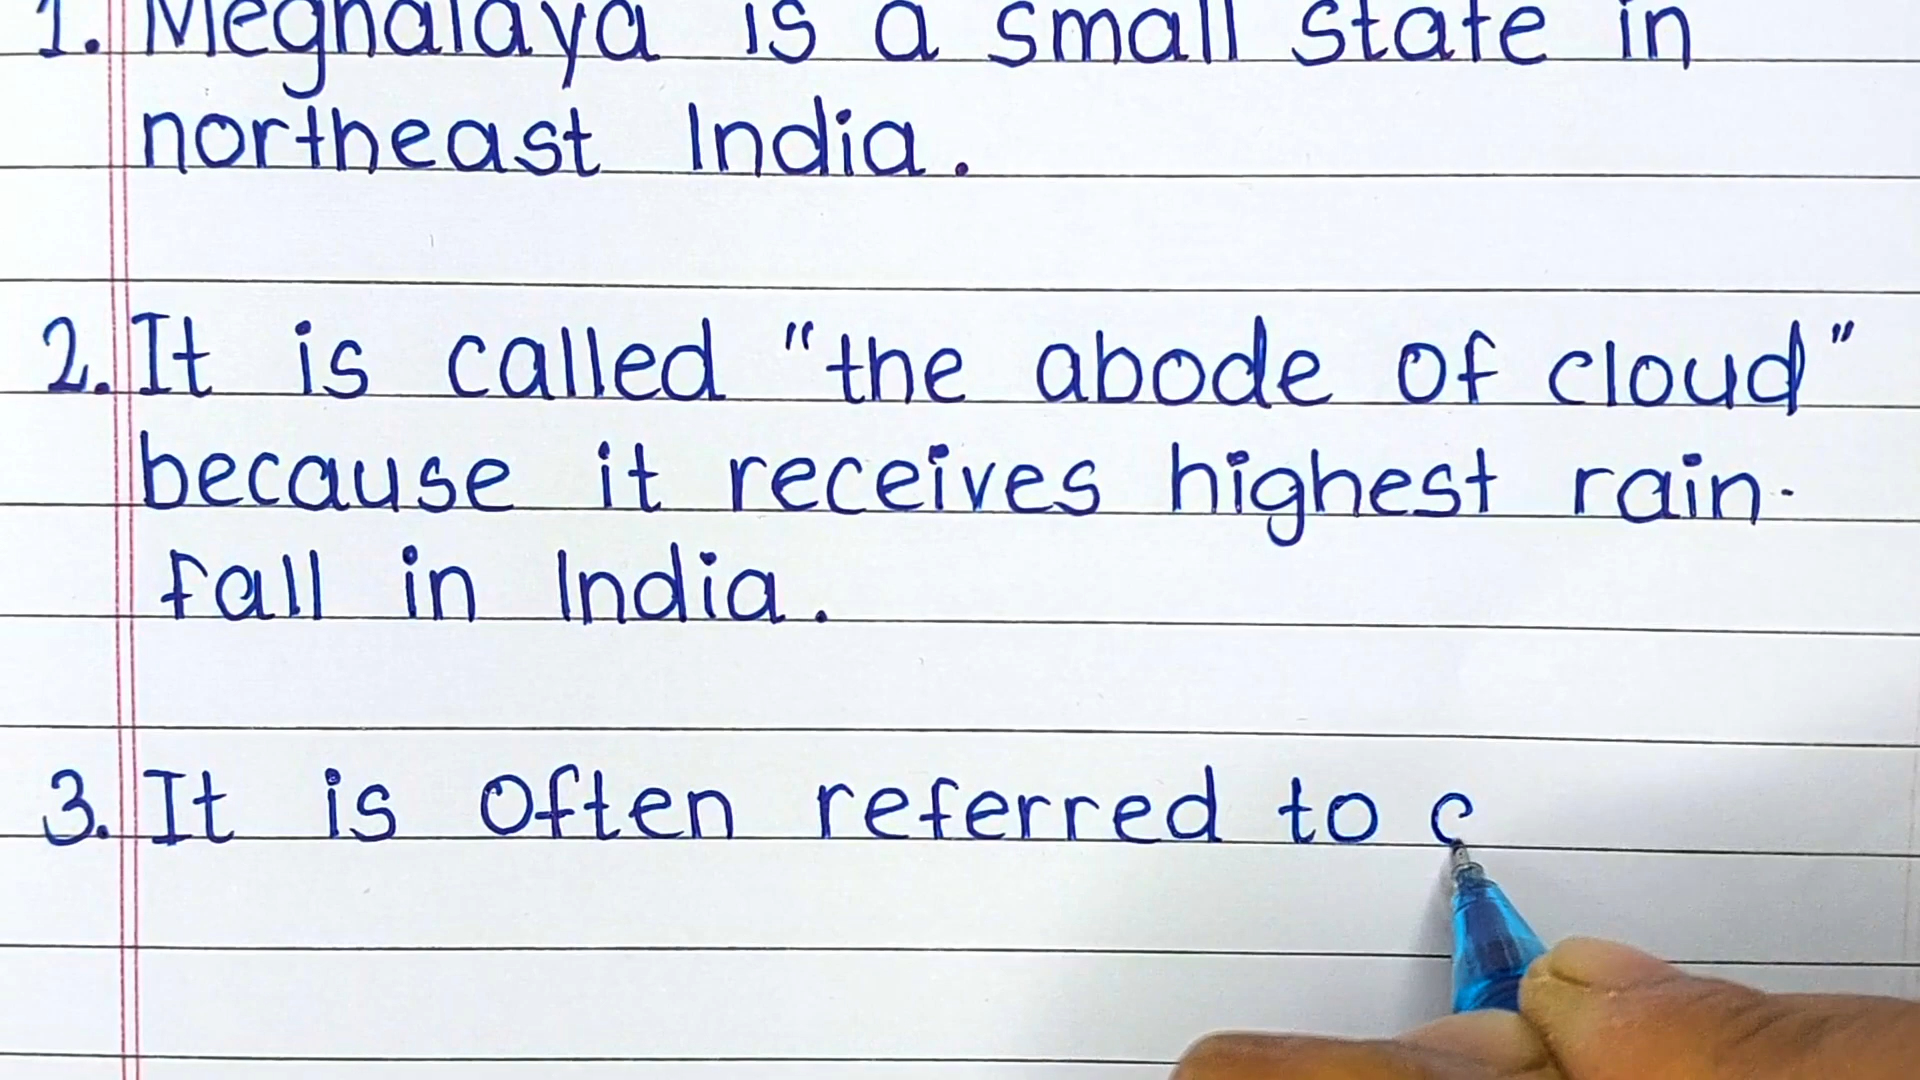 1. Meghalaya is a small state in
northeast India.
2. It is called "the abode of cloud"
because it receives highest rain-
fall in India.
3. It is often referred to